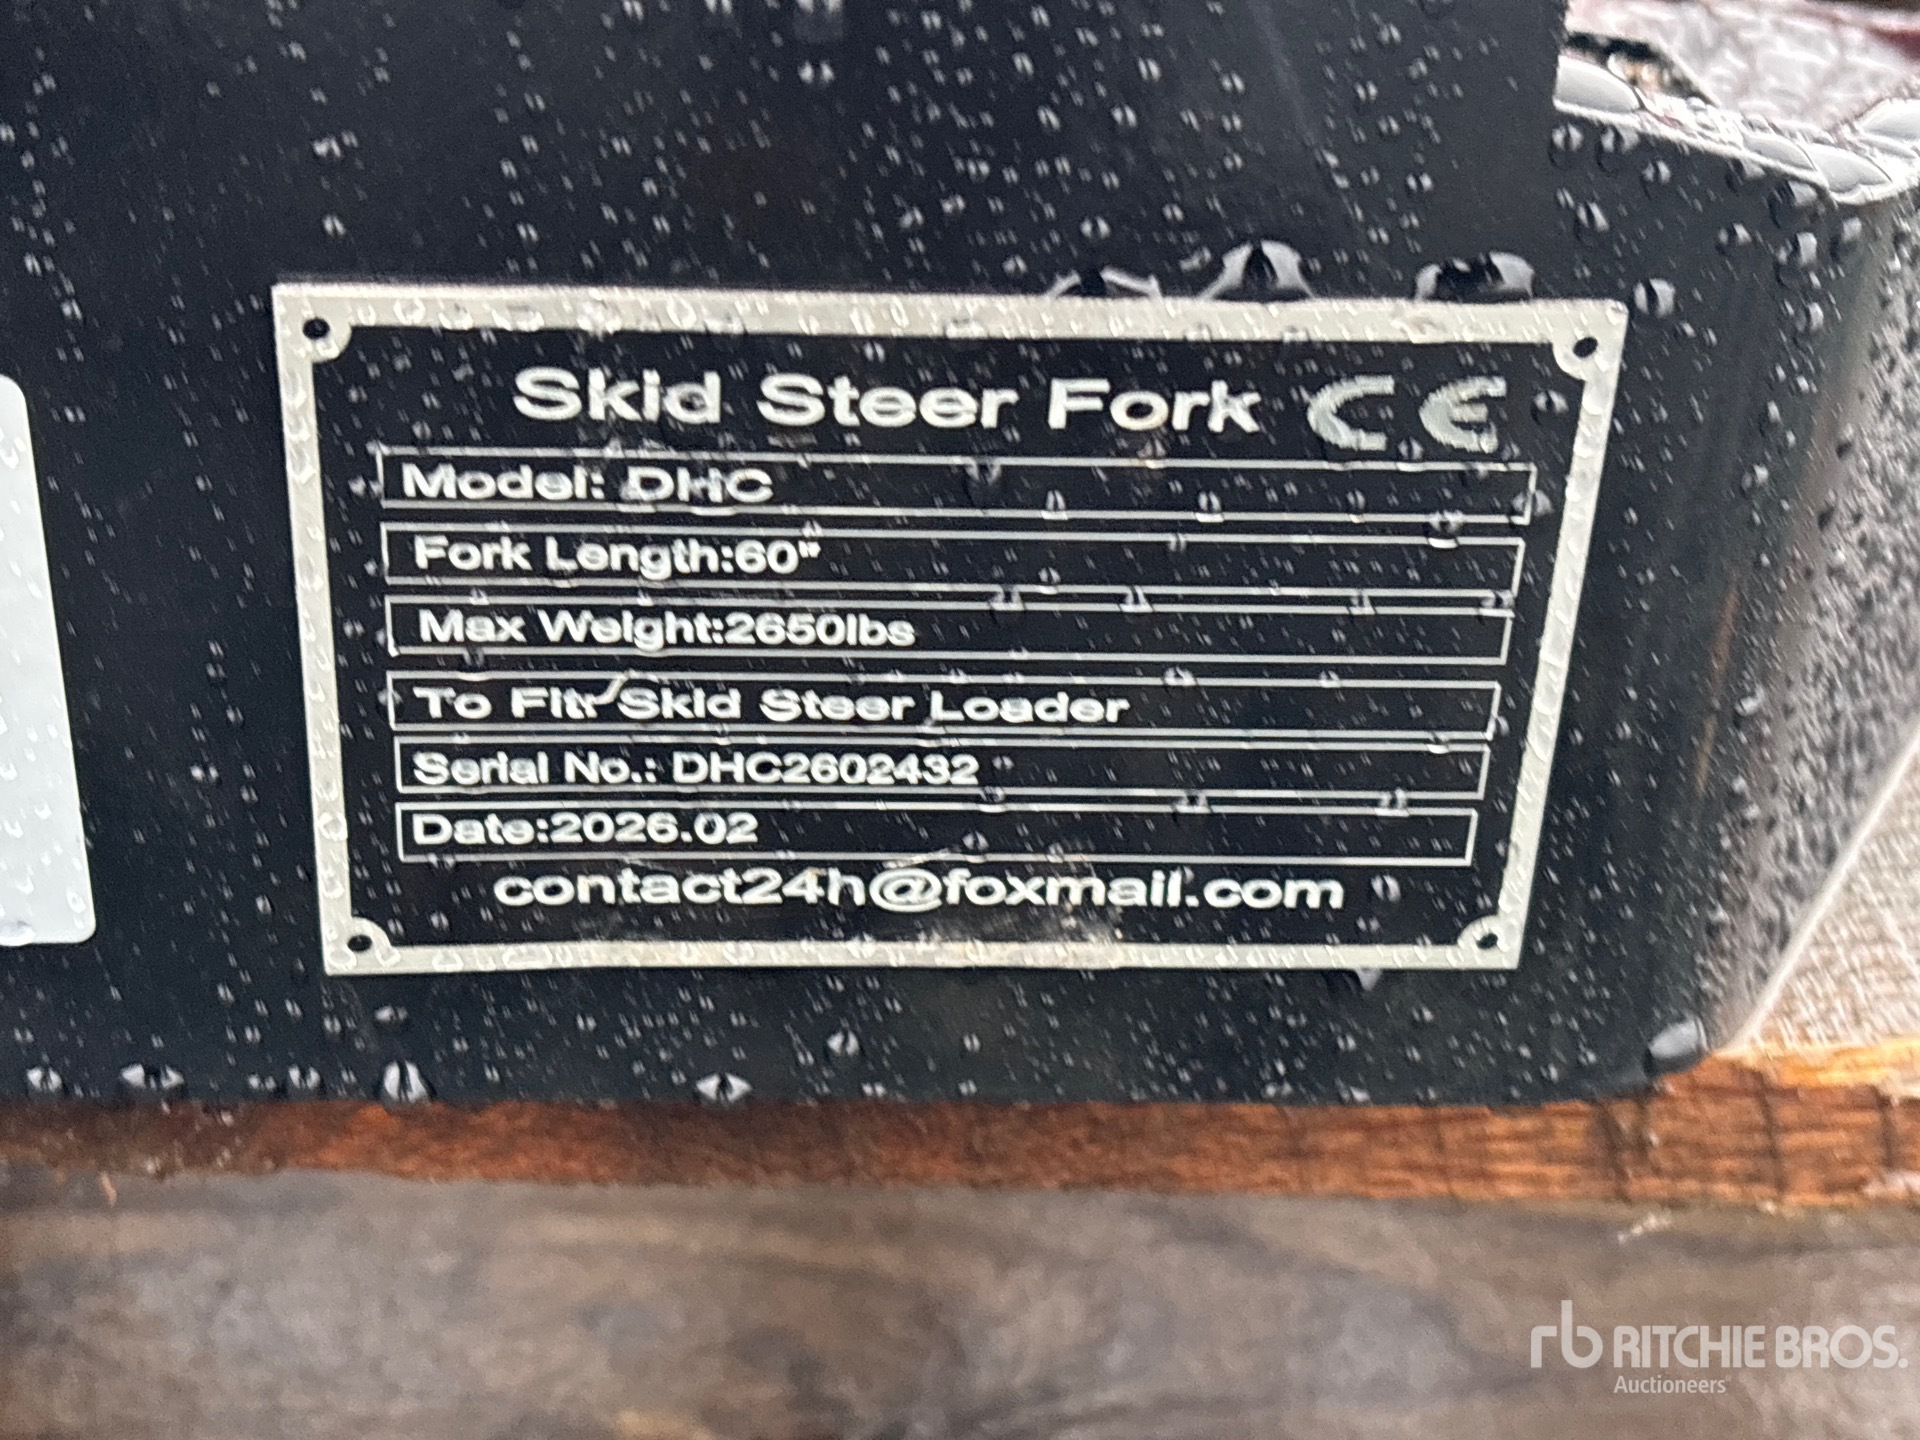 Skid Steer Fork CE
Model: DHC
Fork Length:60"
Max Weight:2650lbs
To Fit: Skid Steer Loader
Serial No.: DHC2602432
Date:2026.02
contact24h@foxmail.com
rb RITCHIE BROS.
Auctioneers